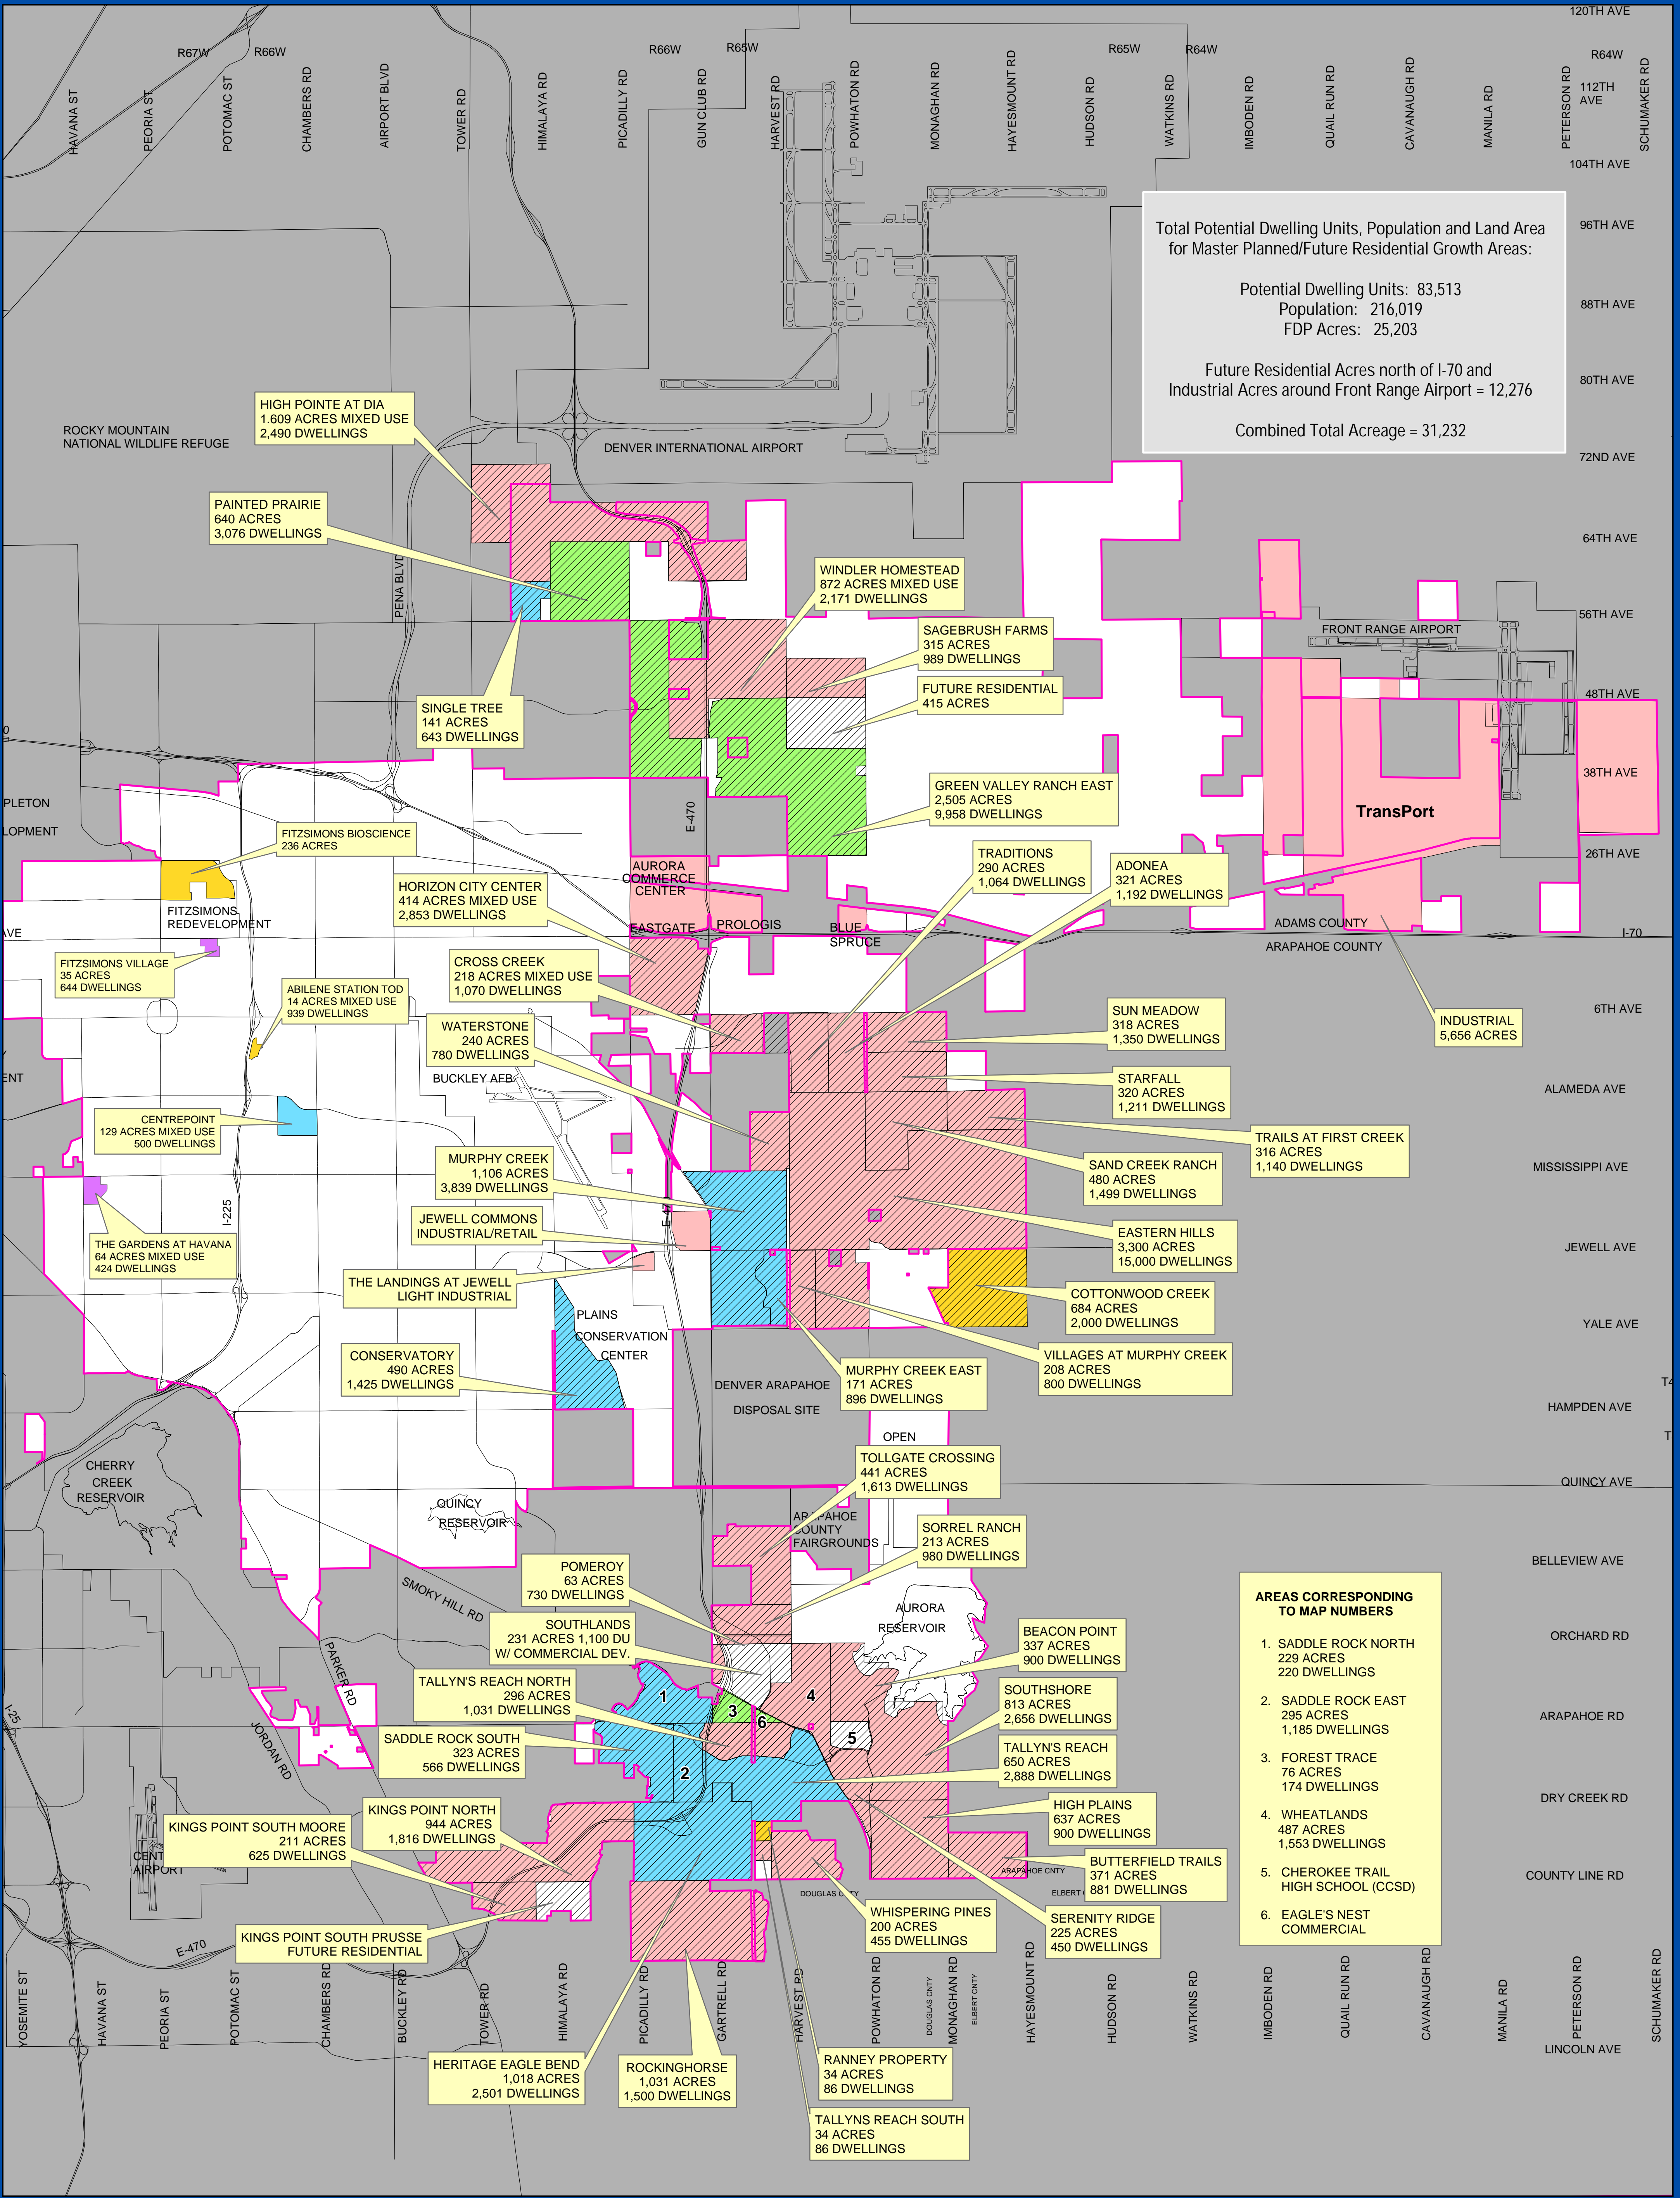 120TH AVE
R67W
R66W
R66W
R65W
R65W
R64W
R64W
HAVANA ST
PEORIA ST
POTOMAC ST
CHAMBERS RD
AIRPORT BLVD
TOWER RD
HIMALAYA RD
PICADILLY RD
GUN CLUB RD
HARVEST RD
POWHATON RD
MONAGHAN RD
HAYESMOUNT RD
HUDSON RD
WATKINS RD
IMBODEN RD
QUAIL RUN RD
CAVANAUGH RD
MANILA RD
PETERSON RD
SCHUMAKER RD
112TH
AVE
104TH AVE
96TH AVE
88TH AVE
80TH AVE
72ND AVE
64TH AVE
56TH AVE
48TH AVE
38TH AVE
26TH AVE
I-70
6TH AVE
ALAMEDA AVE
MISSISSIPPI AVE
JEWELL AVE
YALE AVE
T4
HAMPDEN AVE
T
QUINCY AVE
BELLEVIEW AVE
ORCHARD RD
ARAPAHOE RD
DRY CREEK RD
COUNTY LINE RD
LINCOLN AVE
Total Potential Dwelling Units, Population and Land Area
for Master Planned/Future Residential Growth Areas:
Potential Dwelling Units: 83,513
Population: 216,019
FDP Acres: 25,203
Future Residential Acres north of I-70 and
Industrial Acres around Front Range Airport = 12,276
Combined Total Acreage = 31,232
HIGH POINTE AT DIA
1.609 ACRES MIXED USE
2,490 DWELLINGS
ROCKY MOUNTAIN
NATIONAL WILDLIFE REFUGE
DENVER INTERNATIONAL AIRPORT
PAINTED PRAIRIE
640 ACRES
3,076 DWELLINGS
PENA BLVD
WINDLER HOMESTEAD
872 ACRES MIXED USE
2,171 DWELLINGS
SAGEBRUSH FARMS
315 ACRES
989 DWELLINGS
FRONT RANGE AIRPORT
FUTURE RESIDENTIAL
415 ACRES
SINGLE TREE
141 ACRES
643 DWELLINGS
0
GREEN VALLEY RANCH EAST
2,505 ACRES
9,958 DWELLINGS
TransPort
PLETON
LOPMENT
E-470
FITZSIMONS BIOSCIENCE
236 ACRES
TRADITIONS
290 ACRES
1,064 DWELLINGS
ADONEA
321 ACRES
1,192 DWELLINGS
AURORA
COMMERCE
CENTER
HORIZON CITY CENTER
414 ACRES MIXED USE
2,853 DWELLINGS
FITZSIMONS
REDEVELOPMENT
AVE
EASTGATE
PROLOGIS
BLUE
SPRUCE
ADAMS COUNTY
ARAPAHOE COUNTY
FITZSIMONS VILLAGE
35 ACRES
644 DWELLINGS
CROSS CREEK
218 ACRES MIXED USE
1,070 DWELLINGS
ABILENE STATION TOD
14 ACRES MIXED USE
939 DWELLINGS
SUN MEADOW
318 ACRES
1,350 DWELLINGS
INDUSTRIAL
5,656 ACRES
WATERSTONE
240 ACRES
780 DWELLINGS
Y
ENT
BUCKLEY AFB
STARFALL
320 ACRES
1,211 DWELLINGS
CENTREPOINT
129 ACRES MIXED USE
500 DWELLINGS
TRAILS AT FIRST CREEK
316 ACRES
1,140 DWELLINGS
MURPHY CREEK
1,106 ACRES
3,839 DWELLINGS
SAND CREEK RANCH
480 ACRES
1,499 DWELLINGS
I-225
E-470
JEWELL COMMONS
INDUSTRIAL/RETAIL
THE GARDENS AT HAVANA
64 ACRES MIXED USE
424 DWELLINGS
EASTERN HILLS
3,300 ACRES
15,000 DWELLINGS
THE LANDINGS AT JEWELL
LIGHT INDUSTRIAL
COTTONWOOD CREEK
684 ACRES
2,000 DWELLINGS
PLAINS
CONSERVATION
CENTER
CONSERVATORY
490 ACRES
1,425 DWELLINGS
VILLAGES AT MURPHY CREEK
208 ACRES
800 DWELLINGS
MURPHY CREEK EAST
171 ACRES
896 DWELLINGS
DENVER ARAPAHOE
DISPOSAL SITE
OPEN
TOLLGATE CROSSING
441 ACRES
1,613 DWELLINGS
CHERRY
CREEK
RESERVOIR
QUINCY
RESERVOIR
ARAPAHOE
COUNTY
FAIRGROUNDS
SORREL RANCH
213 ACRES
980 DWELLINGS
POMEROY
63 ACRES
730 DWELLINGS
SMOKY HILL RD
SOUTHLANDS
231 ACRES 1,100 DU
W/ COMMERCIAL DEV.
AURORA
RESERVOIR
BEACON POINT
337 ACRES
900 DWELLINGS
PARKER RD
TALLYN'S REACH NORTH
296 ACRES
1,031 DWELLINGS
SOUTHSHORE
813 ACRES
2,656 DWELLINGS
1
4
3
6
5
2
I-25
JORDAN RD
SADDLE ROCK SOUTH
323 ACRES
566 DWELLINGS
TALLYN'S REACH
650 ACRES
2,888 DWELLINGS
KINGS POINT NORTH
944 ACRES
1,816 DWELLINGS
HIGH PLAINS
637 ACRES
900 DWELLINGS
KINGS POINT SOUTH MOORE
211 ACRES
625 DWELLINGS
CENT
AIRPORT
BUTTERFIELD TRAILS
371 ACRES
881 DWELLINGS
ARAPAHOE CNTY
DOUGLAS CNTY
ELBERT
WHISPERING PINES
200 ACRES
455 DWELLINGS
SERENITY RIDGE
225 ACRES
450 DWELLINGS
KINGS POINT SOUTH PRUSSE
FUTURE RESIDENTIAL
E-470
AREAS CORRESPONDING
TO MAP NUMBERS
1. SADDLE ROCK NORTH
229 ACRES
220 DWELLINGS
2. SADDLE ROCK EAST
295 ACRES
1,185 DWELLINGS
3. FOREST TRACE
76 ACRES
174 DWELLINGS
4. WHEATLANDS
487 ACRES
1,553 DWELLINGS
5. CHEROKEE TRAIL
HIGH SCHOOL (CCSD)
6. EAGLE'S NEST
COMMERCIAL
YOSEMITE ST
HAVANA ST
PEORIA ST
POTOMAC ST
CHAMBERS RD
BUCKLEY RD
TOWER RD
HIMALAYA RD
PICADILLY RD
GARTRELL RD
HARVEST RD
POWHATON RD
DOUGLAS CNTY
MONAGHAN RD
ELBERT CNTY
HAYESMOUNT RD
HUDSON RD
WATKINS RD
IMBODEN RD
QUAIL RUN RD
CAVANAUGH RD
MANILA RD
PETERSON RD
SCHUMAKER RD
HERITAGE EAGLE BEND
1,018 ACRES
2,501 DWELLINGS
ROCKINGHORSE
1,031 ACRES
1,500 DWELLINGS
RANNEY PROPERTY
34 ACRES
86 DWELLINGS
TALLYNS REACH SOUTH
34 ACRES
86 DWELLINGS